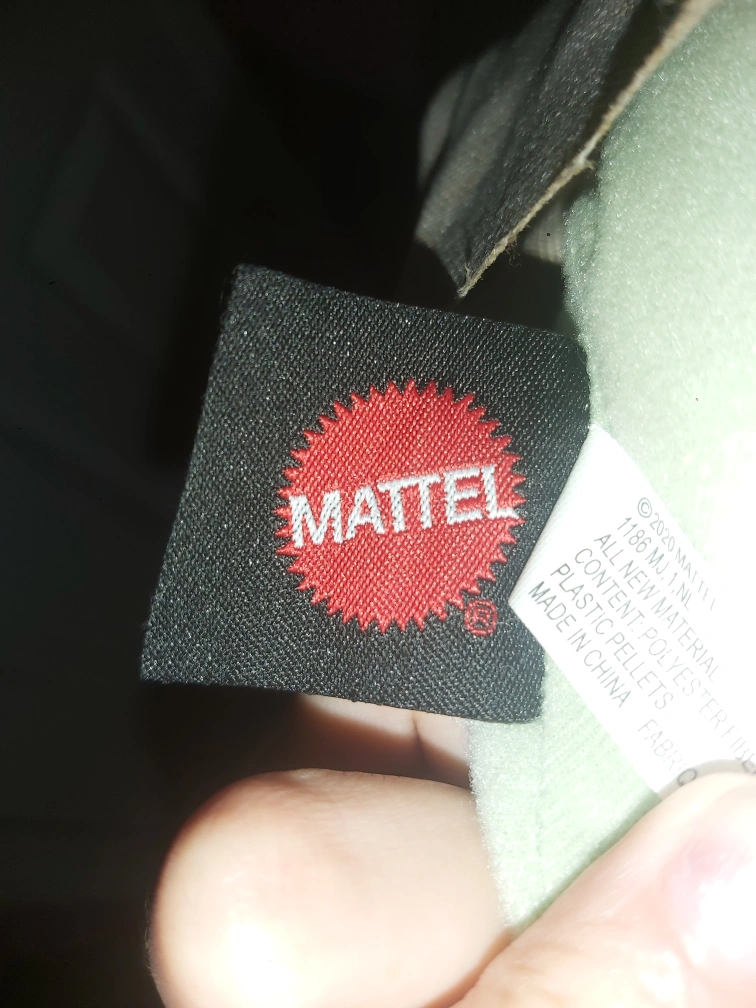 MATTEL
®
©2020 MATTEL
1186 MJ,1,NL
ALL NEW MATERIAL
CONTENT: POLYESTER
PLASTIC PELLETS
MADE IN CHINA